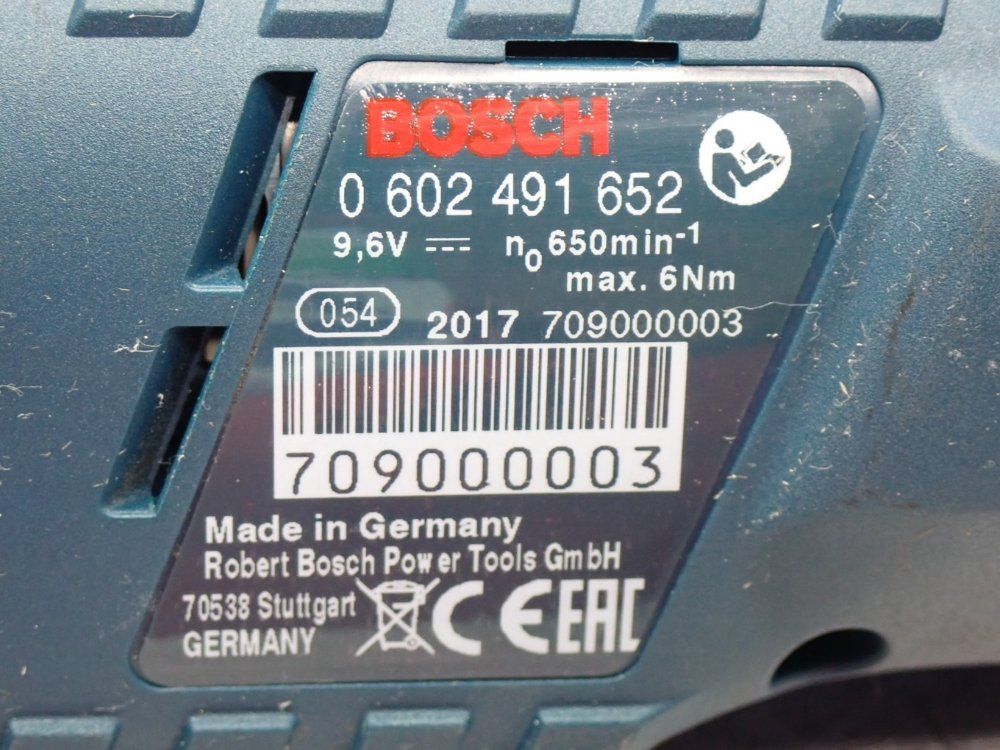 BOSCH
0 602 491 652
9,6V n₀ 650min⁻¹
max. 6Nm
054 2017 709000003
709000003
Made in Germany
Robert Bosch Power Tools GmbH
70538 Stuttgart
GERMANY CE EAC